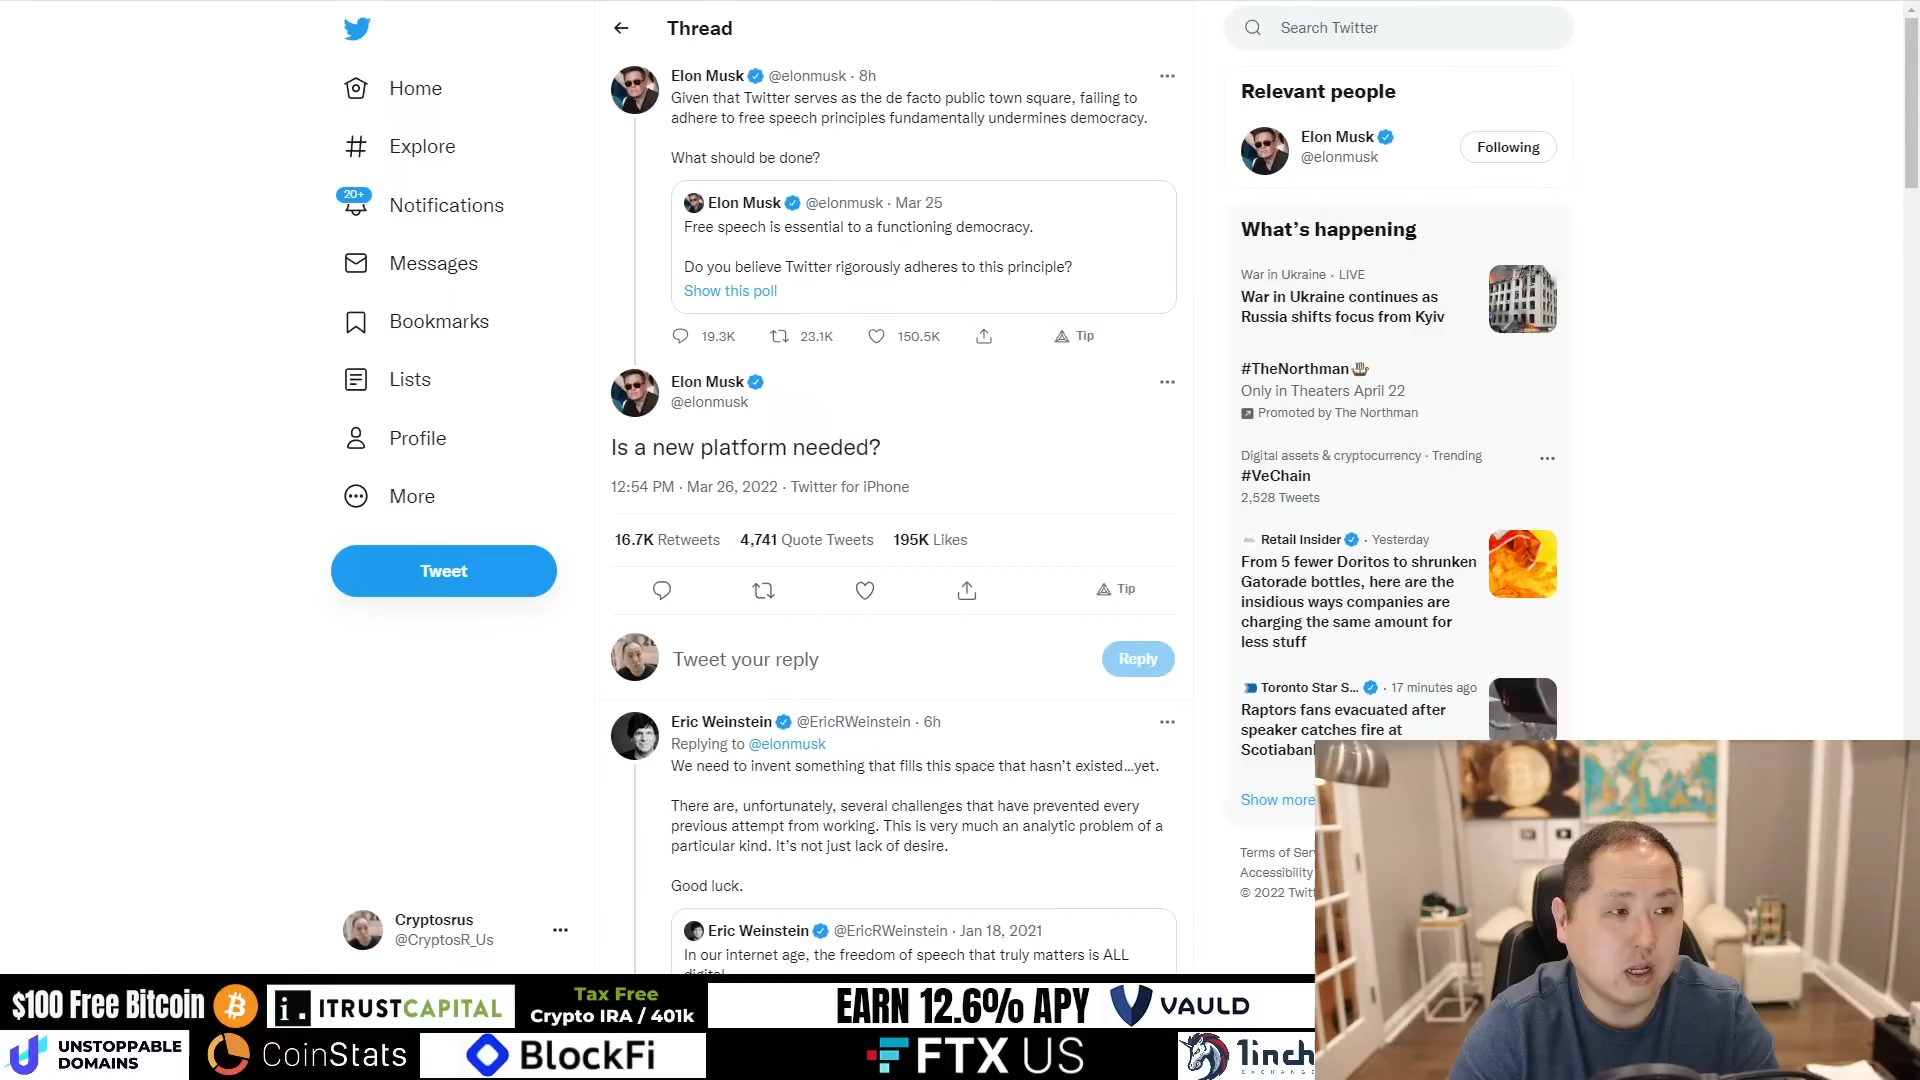 Home
Explore
20+
Notifications
Messages
Bookmarks
Lists
Profile
More
Tweet
Cryptosrus
@CryptosR_Us
Thread
Elon Musk @elonmusk · 8h
Given that Twitter serves as the de facto public town square, failing to
adhere to free speech principles fundamentally undermines democracy.
What should be done?
Elon Musk @elonmusk · Mar 25
Free speech is essential to a functioning democracy.
Do you believe Twitter rigorously adheres to this principle?
Show this poll
19.3K 23.1K 150.5K Tip
Elon Musk
@elonmusk
Is a new platform needed?
12:54 PM · Mar 26, 2022 · Twitter for iPhone
16.7K Retweets 4,741 Quote Tweets 195K Likes
Tip
Tweet your reply
Reply
Eric Weinstein @EricRWeinstein · 6h
Replying to @elonmusk
We need to invent something that fills this space that hasn’t existed...yet.
There are, unfortunately, several challenges that have prevented every
previous attempt from working. This is very much an analytic problem of a
particular kind. It’s not just lack of desire.
Good luck.
Eric Weinstein @EricRWeinstein · Jan 18, 2021
In our internet age, the freedom of speech that truly matters is ALL
digital
Search Twitter
Relevant people
Elon Musk
@elonmusk
Following
What’s happening
War in Ukraine · LIVE
War in Ukraine continues as
Russia shifts focus from Kyiv
#TheNorthman
Only in Theaters April 22
Promoted by The Northman
Digital assets & cryptocurrency · Trending
#VeChain
2,528 Tweets
Retail Insider · Yesterday
From 5 fewer Doritos to shrunken
Gatorade bottles, here are the
insidious ways companies are
charging the same amount for
less stuff
Toronto Star S... · 17 minutes ago
Raptors fans evacuated after
speaker catches fire at
Scotiaban
Show more
Terms of Ser
Accessibility
© 2022 Twitt
$100 Free Bitcoin
i. ITRUSTCAPITAL
Tax Free
Crypto IRA / 401k
EARN 12.6% APY
VAULD
UNSTOPPABLE
DOMAINS
CoinStats
BlockFi
FTX US
1inch
EXCHANGE